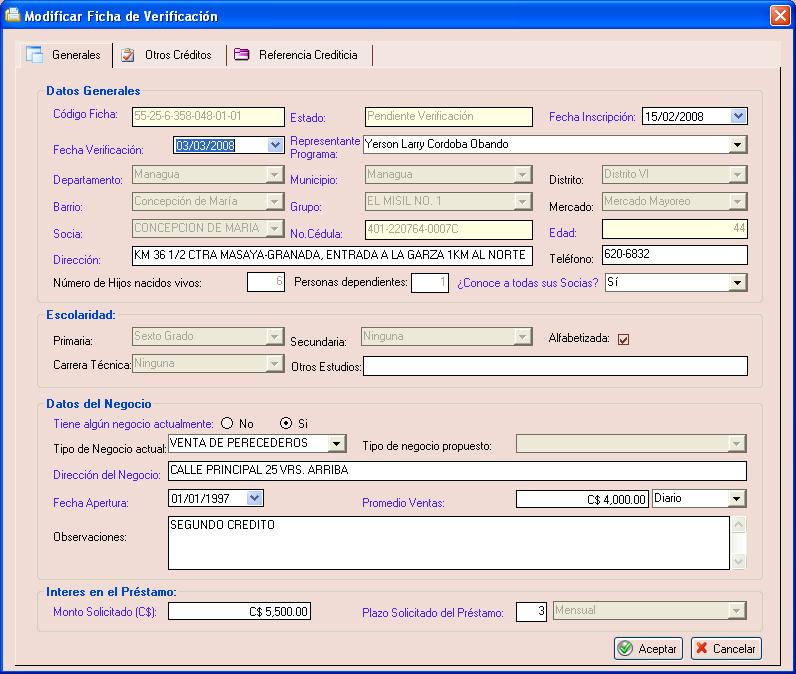 Modificar Ficha de Verificación
Generales Otros Créditos Referencia Crediticia
Datos Generales
Código Ficha: 55-25-6-358-048-01-01 Estado: Pendiente Verificación Fecha Inscripción: 15/02/2008
Fecha Verificación: 03/03/2008 Representante Programa: Yerson Larry Cordoba Obando
Departamento: Managua Municipio: Managua Distrito: Distrito VI
Barrio: Concepción de María Grupo: EL MISIL NO. 1 Mercado: Mercado Mayoreo
Socia: CONCEPCION DE MARIA No.Cédula: 401-220764-0007C Edad: 44
Dirección: KM 36 1/2 CTRA MASAYA-GRANADA, ENTRADA A LA GARZA 1KM AL NORTE Teléfono: 620-6832
Número de Hijos nacidos vivos: 6 Personas dependientes: 1 ¿Conoce a todas sus Socias? Sí
Escolaridad:
Primaria: Sexto Grado Secundaria: Ninguna Alfabetizada:
Carrera Técnica: Ninguna Otros Estudios:
Datos del Negocio
Tiene algún negocio actualmente: No Si
Tipo de Negocio actual: VENTA DE PERECEDEROS Tipo de negocio propuesto:
Dirección del Negocio: CALLE PRINCIPAL 25 VRS. ARRIBA
Fecha Apertura: 01/01/1997 Promedio Ventas: C$ 4,000.00 Diario
Observaciones: SEGUNDO CREDITO
Interes en el Préstamo:
Monto Solicitado (C$): C$ 5,500.00 Plazo Solicitado del Préstamo: 3 Mensual
Aceptar Cancelar